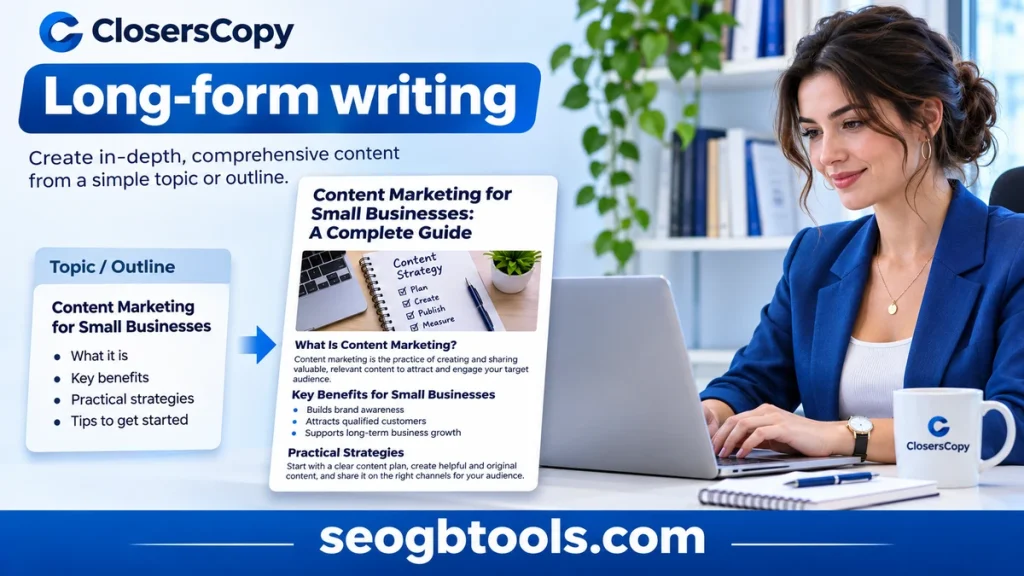 ClosersCopy
Long-form writing
Create in-depth, comprehensive content
from a simple topic or outline.
Topic / Outline
Content Marketing
for Small Businesses
• What it is
• Key benefits
• Practical strategies
• Tips to get started
Content Marketing for
Small Businesses:
A Complete Guide
Content
Strategy
Plan
Create
Publish
Measure
What Is Content Marketing?
Content marketing is the practice of creating and sharing
valuable, relevant content to attract and engage your target
audience.
Key Benefits for Small Businesses
• Builds brand awareness
• Attracts qualified customers
• Supports long-term business growth
Practical Strategies
Start with a clear content plan, create helpful and original
content, and share it on the right channels for your audience.
ClosersCopy
seogbtools.com